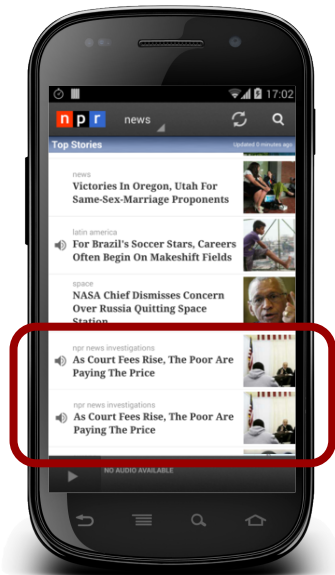 17:02
npr news
Top Stories Updated 0 minutes ago
news
Victories In Oregon, Utah For
Same-Sex-Marriage Proponents
latin america
For Brazil's Soccer Stars, Careers
Often Begin On Makeshift Fields
space
NASA Chief Dismisses Concern
Over Russia Quitting Space
Station
npr news investigations
As Court Fees Rise, The Poor Are
Paying The Price
npr news investigations
As Court Fees Rise, The Poor Are
Paying The Price
NO AUDIO AVAILABLE